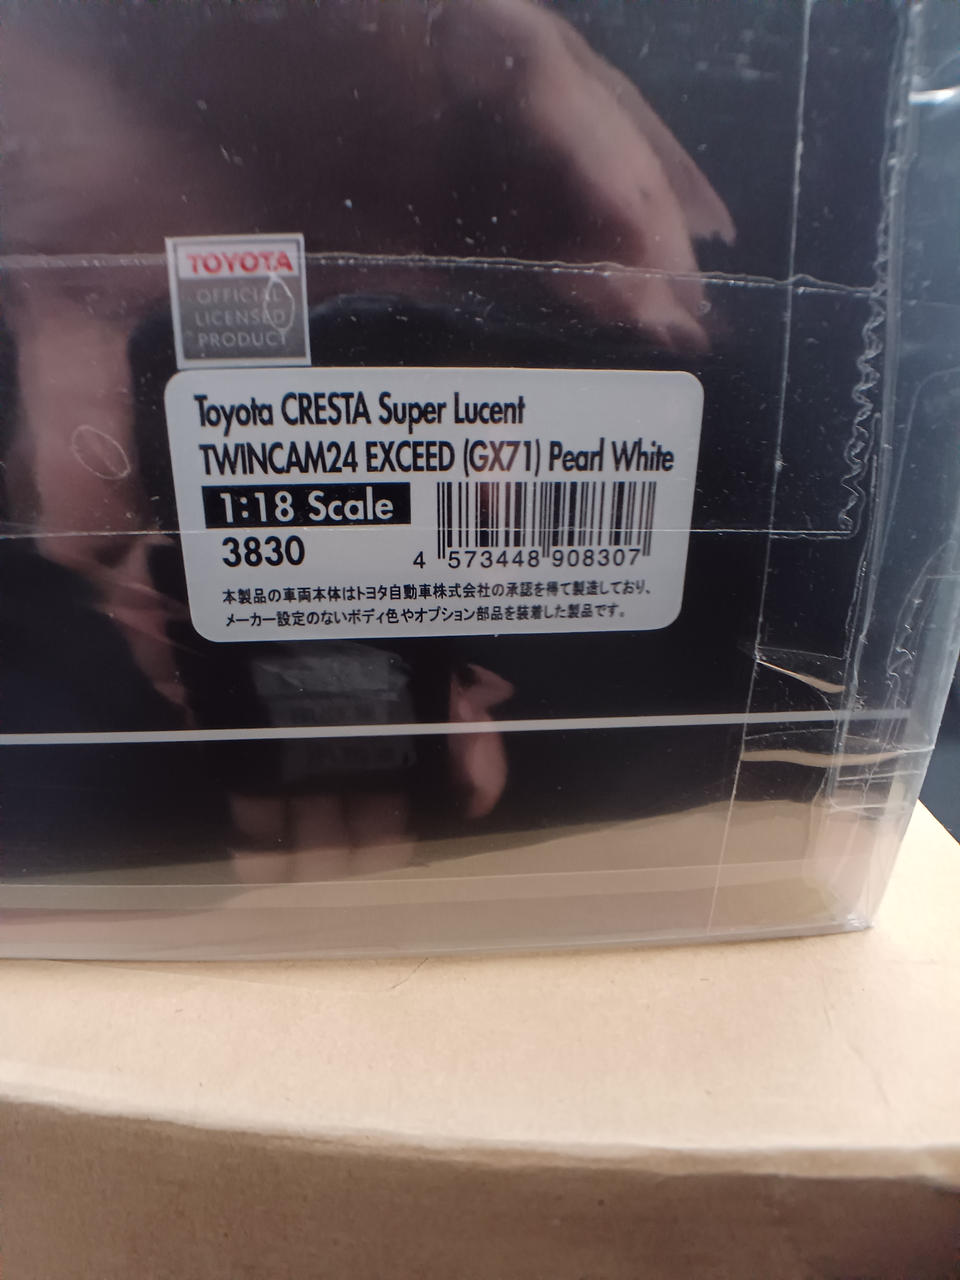 TOYOTA
OFFICIAL
LICENSED
PRODUCT
Toyota CRESTA Super Lucent
TWINCAM24 EXCEED (GX71) Pearl White
1:18 Scale
3830
4 573448 908307
本製品の車両本体はトヨタ自動車株式会社の承認を得て製造しており、
メーカー設定のないボディ色やオプション部品を装着した製品です。